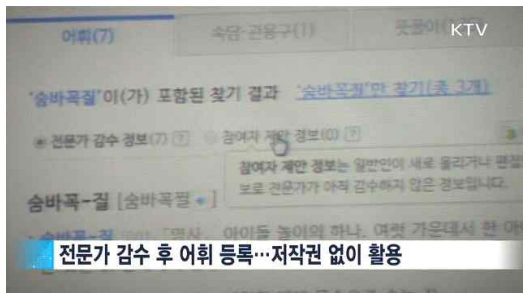 KTV
어휘(7) 속담·관용구(1)
'숨바꼭질'이(가) 포함된 찾기 결과 '숨바꼭질'만 찾기(총 3개)
전문가 감수 정보(7) ? 참여자 제안 정보(0) ?
참여자 제안 정보는 일반인이 새로 올리거나 편집
보로 전문가가 아직 감수하지 않은 정보입니다.
숨바꼭-질 [숨바꼭찔]
아이들 놀이의 하나. 여럿 가운데서 한 아
전문가 감수 후 어휘 등록…저작권 없이 활용